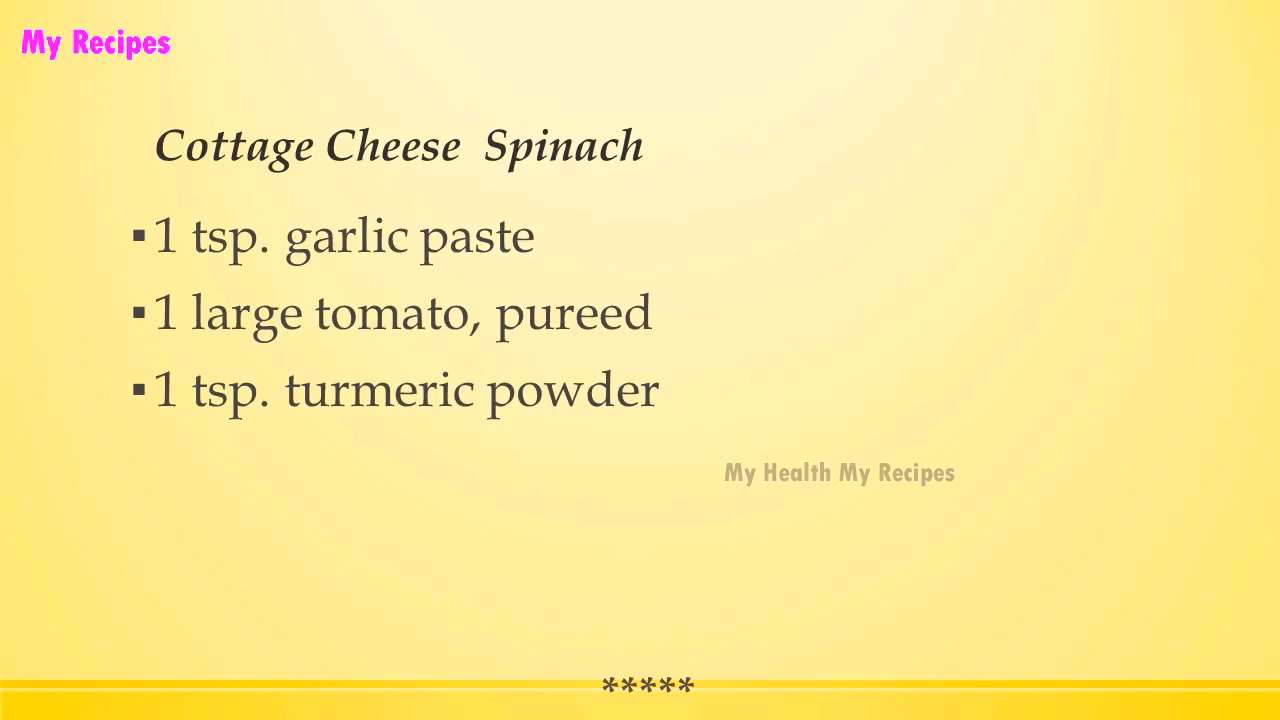 My Recipes
Cottage Cheese  Spinach
▪1 tsp. garlic paste
▪1 large tomato, pureed
▪1 tsp. turmeric powder
My Health My Recipes
*****